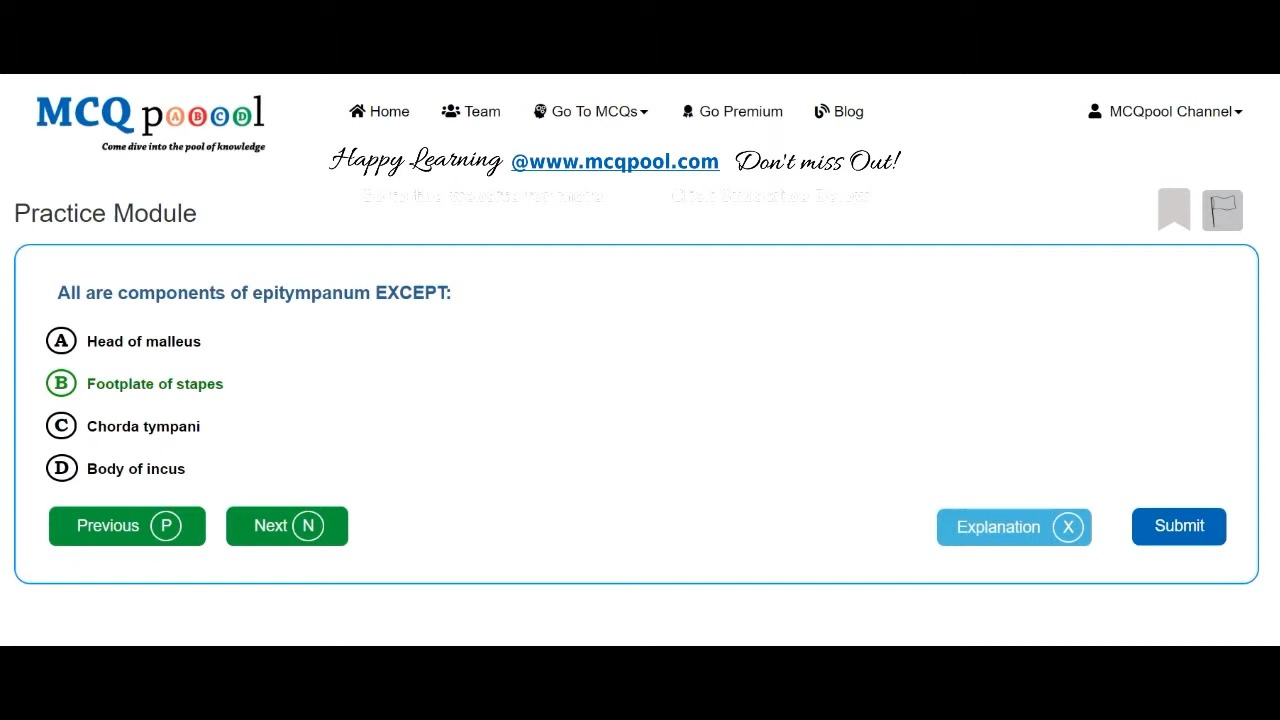 MCQ poool
ABCD
Come dive into the pool of knowledge
Home Team Go To MCQs Go Premium Blog MCQpool Channel
Happy Learning @www.mcqpool.com Don't miss Out!
Practice Module
All are components of epitympanum EXCEPT:
A Head of malleus
B Footplate of stapes
C Chorda tympani
D Body of incus
Previous P Next N Explanation X Submit